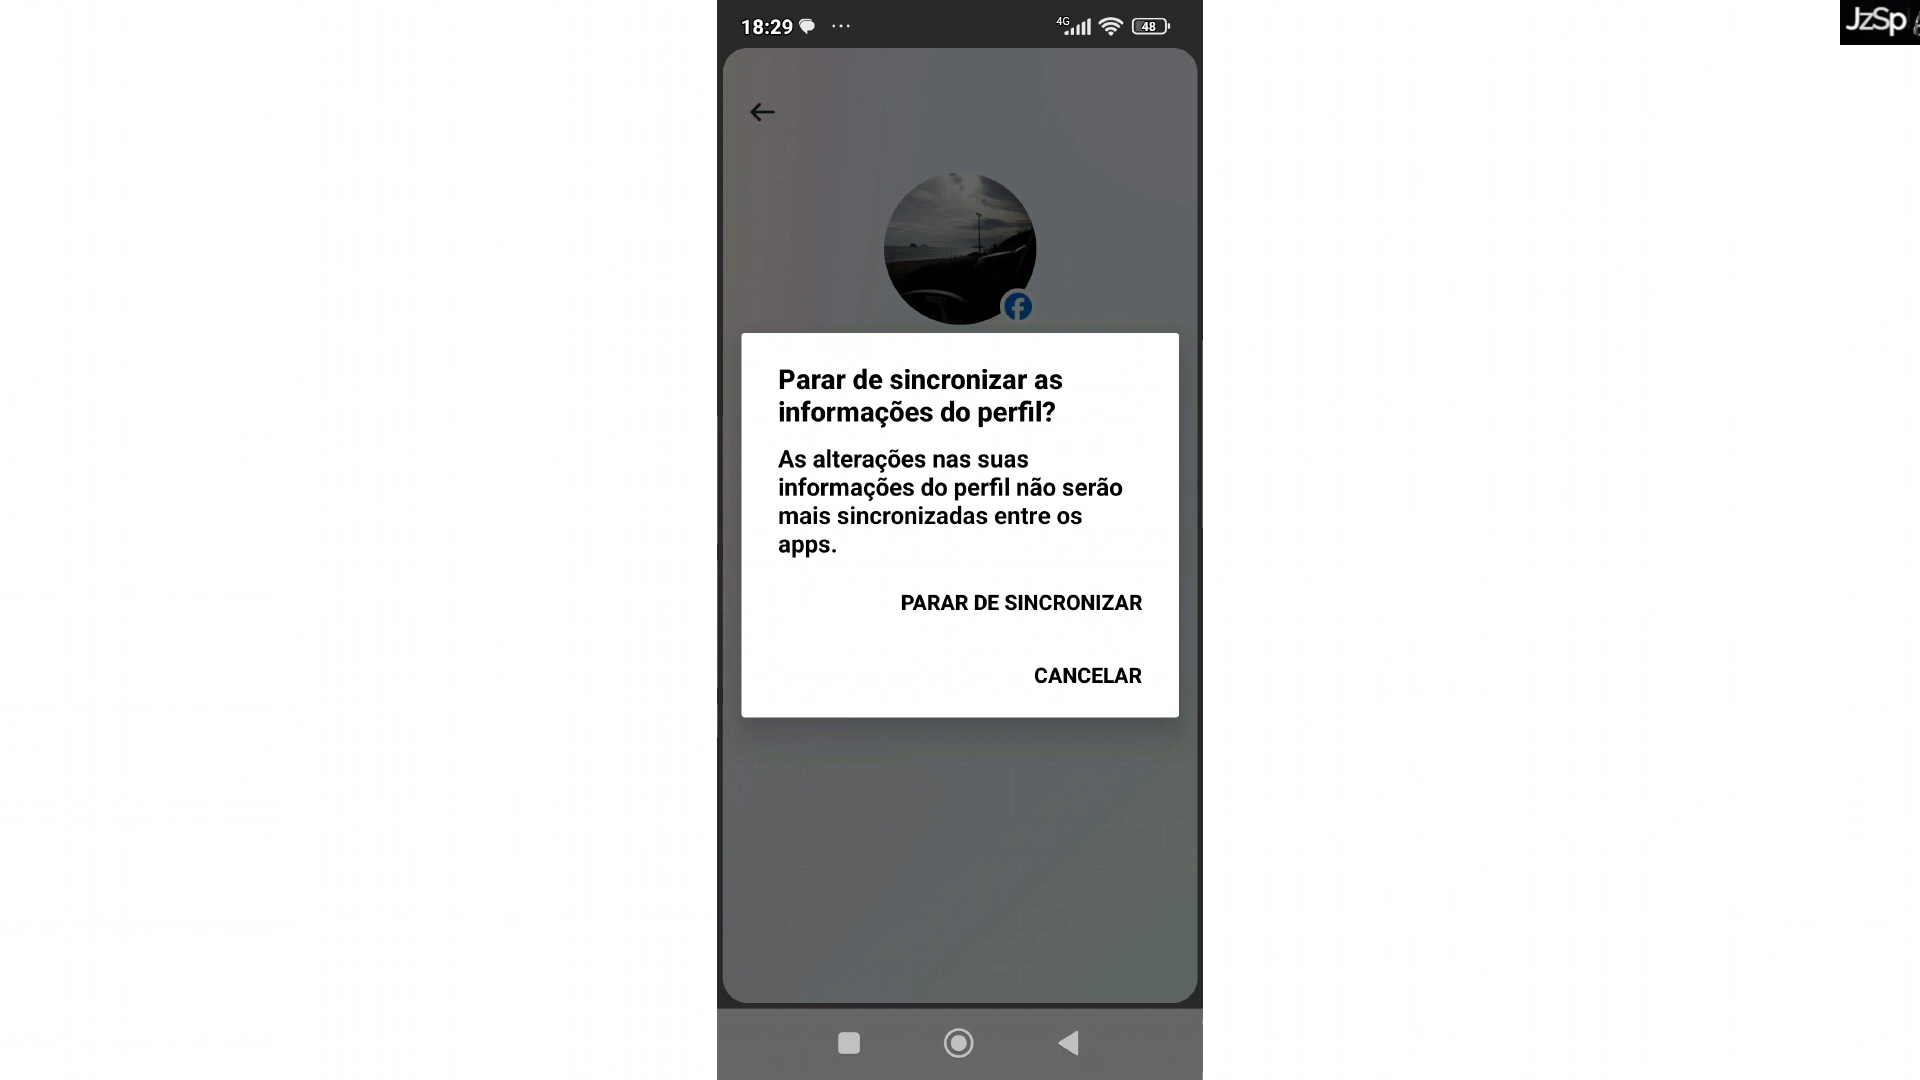 18:29
4G
48
JzSp
Parar de sincronizar as
informações do perfil?
As alterações nas suas
informações do perfil não serão
mais sincronizadas entre os
apps.
PARAR DE SINCRONIZAR
CANCELAR